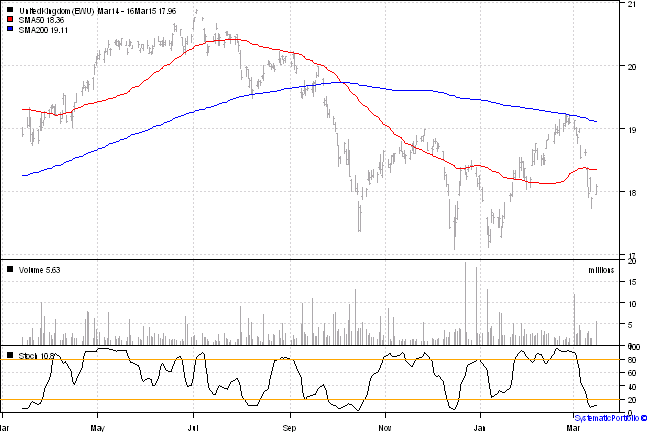 UnitedKingdom (EWU) Mar14 - 16Mar15 17.96
SMA50 18.36
SMA200 19.11
21
20
19
18
17
Volume 5.63
millions
20
15
10
5
0
Stoch 10.8
100
80
60
40
20
0
Mar
May
Jul
Sep
Nov
Jan
Mar
SystematicPortfolio ©